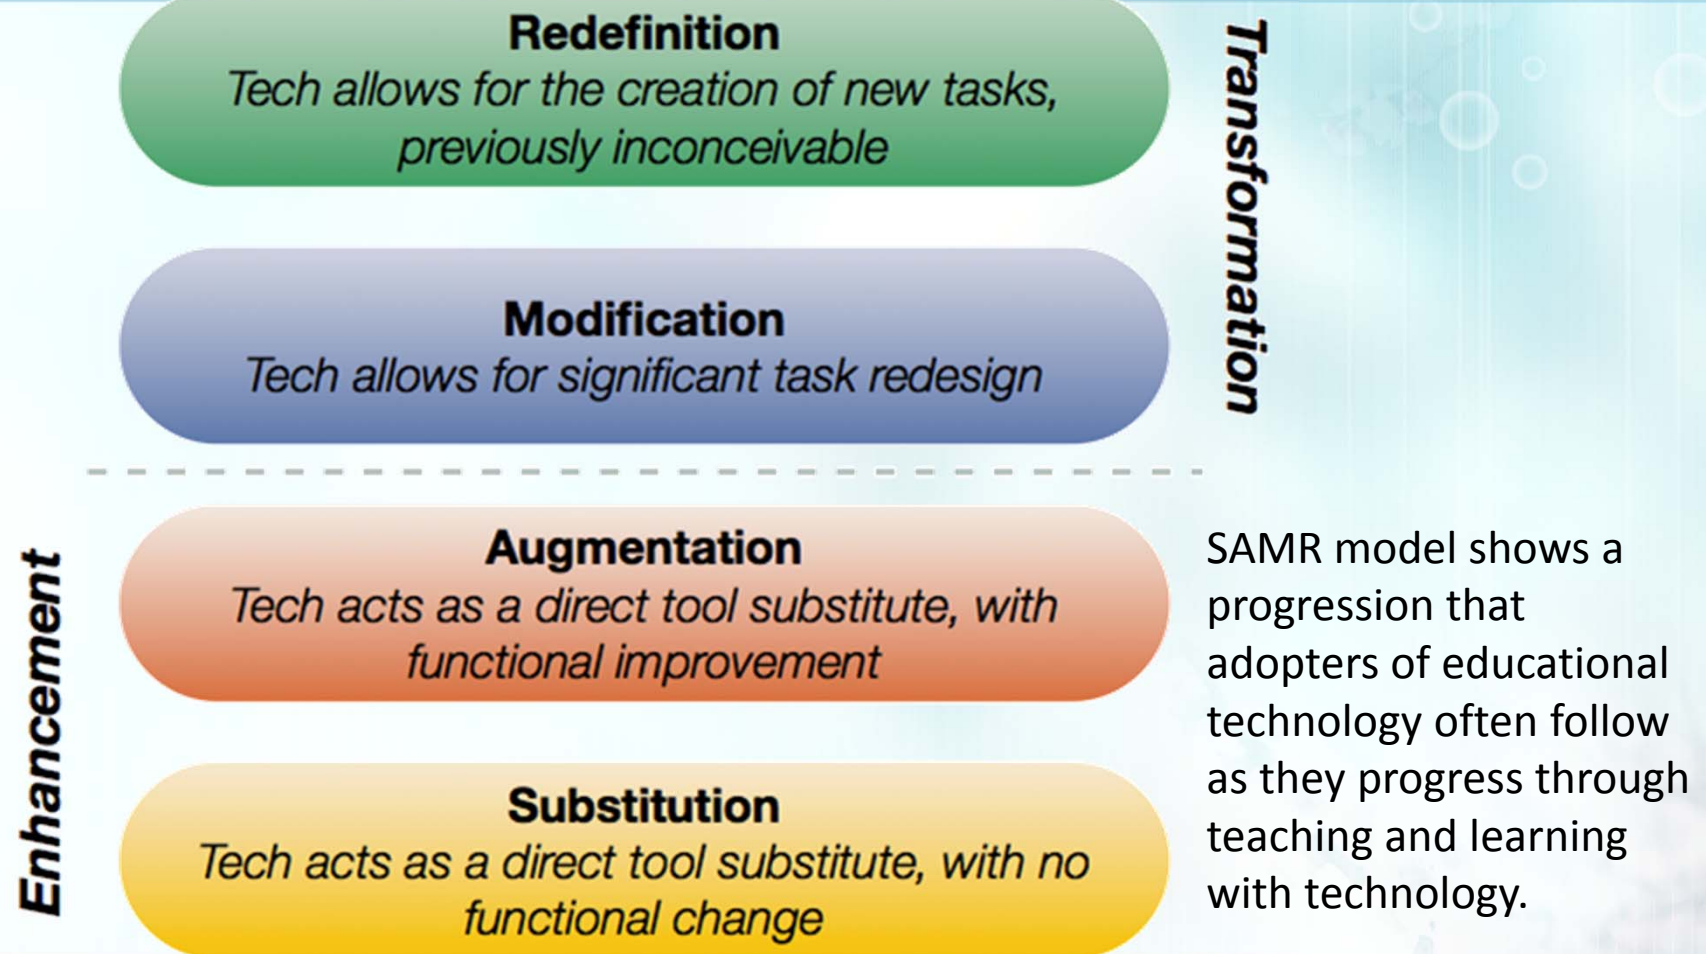 Redefinition
Tech allows for the creation of new tasks,
previously inconceivable
Modification
Tech allows for significant task redesign
Transformation
Augmentation
Tech acts as a direct tool substitute, with
functional improvement
Substitution
Tech acts as a direct tool substitute, with no
functional change
Enhancement
SAMR model shows a
progression that
adopters of educational
technology often follow
as they progress through
teaching and learning
with technology.